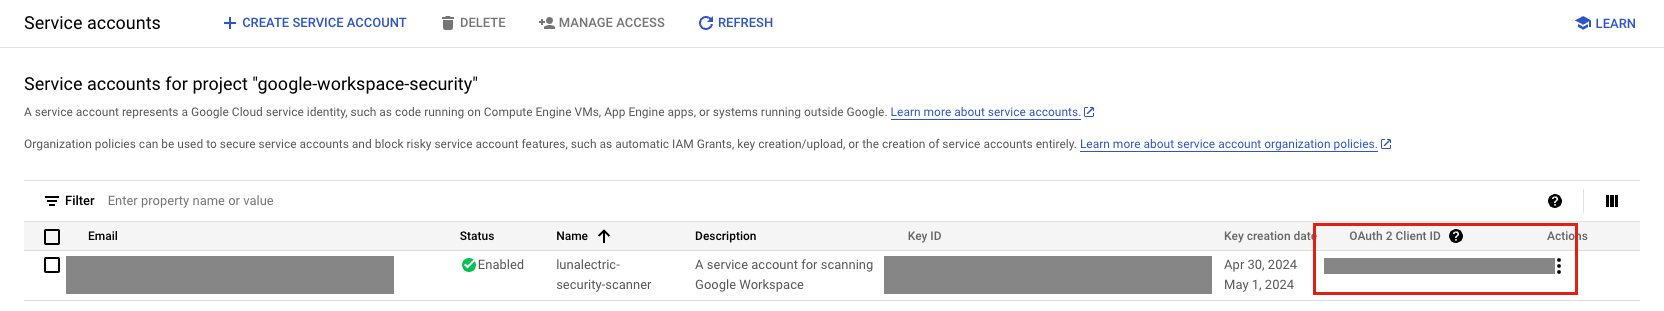 Service accounts
CREATE SERVICE ACCOUNT
DELETE
MANAGE ACCESS
REFRESH
LEARN
Service accounts for project "google-workspace-security"
A service account represents a Google Cloud service identity, such as code running on Compute Engine VMs, App Engine apps, or systems running outside Google. Learn more about service accounts.
Organization policies can be used to secure service accounts and block risky service account features, such as automatic IAM Grants, key creation/upload, or the creation of service accounts entirely. Learn more about service account organization policies.
Filter Enter property name or value
Email Status Name Description Key ID Key creation date OAuth 2 Client ID Actions
Enabled lunalectric- A service account for scanning Apr 30, 2024
security-scanner Google Workspace May 1, 2024